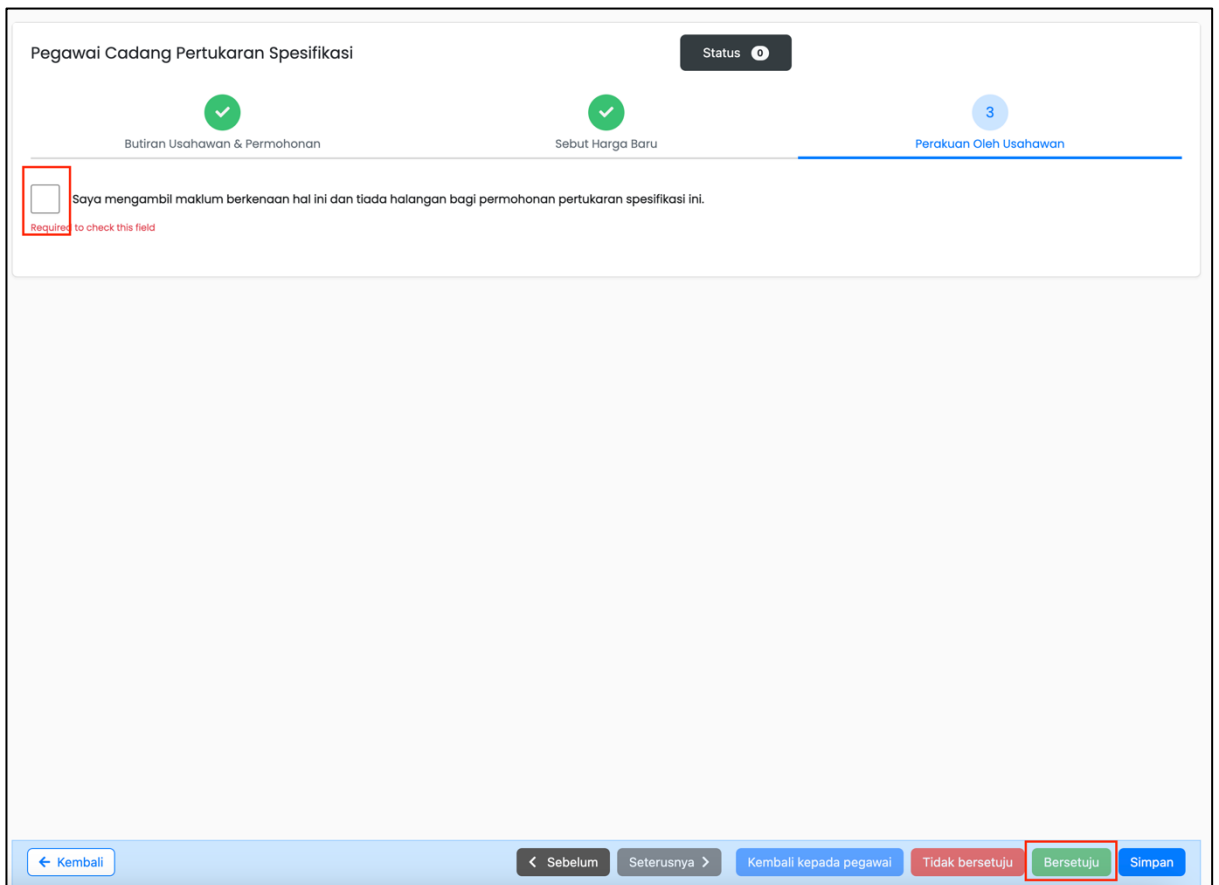 Pegawai Cadang Pertukaran Spesifikasi
Status 0
Butiran Usahawan & Permohonan
Sebut Harga Baru
3
Perakuan Oleh Usahawan
Saya mengambil maklum berkenaan hal ini dan tiada halangan bagi permohonan pertukaran spesifikasi ini.
Required to check this field
Kembali
Sebelum
Seterusnya
Kembali kepada pegawai
Tidak bersetuju
Bersetuju
Simpan